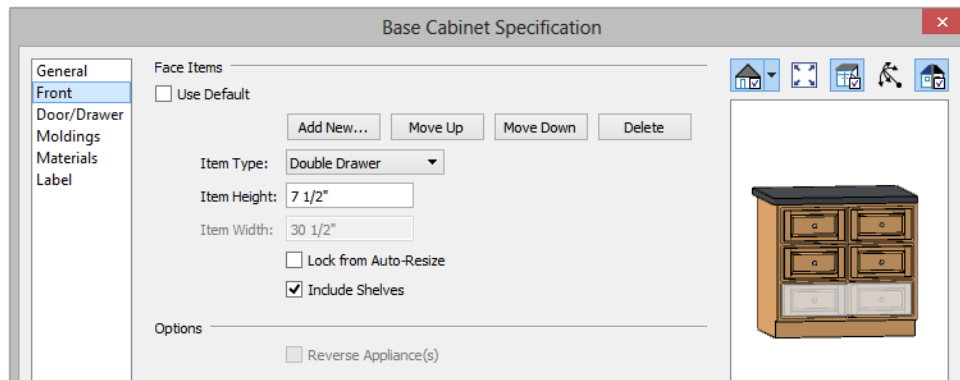 Base Cabinet Specification
General
Front
Door/Drawer
Moldings
Materials
Label
Face Items
Use Default
Add New... Move Up Move Down Delete
Item Type: Double Drawer
Item Height: 7 1/2"
Item Width: 30 1/2"
Lock from Auto-Resize
Include Shelves
Options
Reverse Appliance(s)